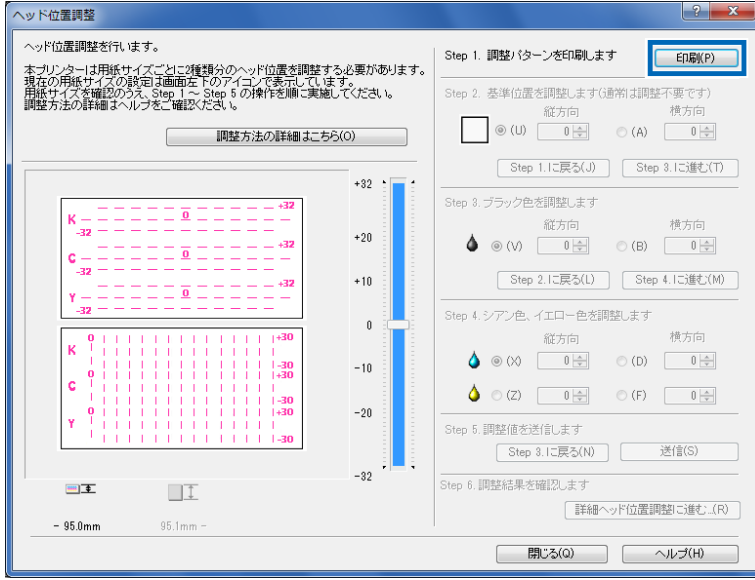 ヘッド位置調整
ヘッド位置調整を行います。
本プリンターは用紙サイズごとに2種類分のヘッド位置を調整する必要があります。
現在の用紙サイズの設定は画面左下のアイコンで表示しています。
用紙サイズを確認のうえ、Step 1 ～ Step 5 の操作を順に実施してください。
調整方法の詳細はヘルプをご確認ください。
調整方法の詳細はこちら(O)
+32
K 0
-32
+32
C 0
-32
+32
Y 0
-32
K 0 +30
-30
C 0 +30
-30
Y 0 +30
-30
+32
+20
+10
0
-10
-20
-32
- 95.0mm
95.1mm -
Step 1. 調整パターンを印刷します 印刷(P)
Step 2. 基準位置を調整します(通常は調整不要です)
縦方向 横方向
(U) 0 (A) 0
Step 1.に戻る(J) Step 3.に進む(T)
Step 3. ブラック色を調整します
縦方向 横方向
(V) 0 (B) 0
Step 2.に戻る(L) Step 4.に進む(M)
Step 4. シアン色、イエロー色を調整します
縦方向 横方向
(X) 0 (D) 0
(Z) 0 (F) 0
Step 5. 調整値を送信します
Step 3.に戻る(N) 送信(S)
Step 6. 調整結果を確認します
詳細ヘッド位置調整に進む...(R)
閉じる(Q) ヘルプ(H)